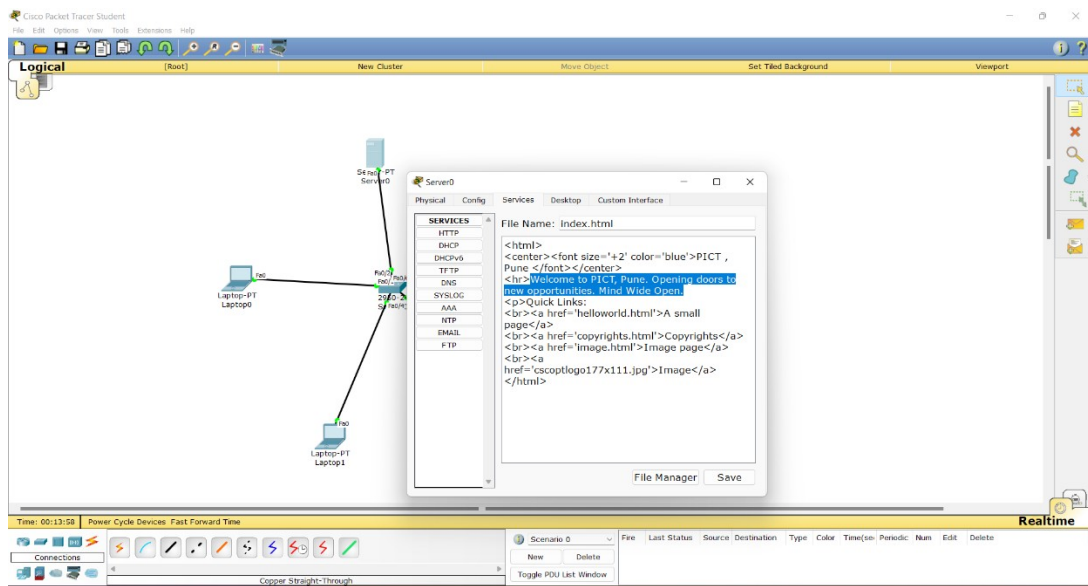 Cisco Packet Tracer Student
File Edit Options View Tools Extensions Help
Logical [Root] New Cluster Move Object Set Tiled Background Viewport
Server0
Physical Config Services Desktop Custom Interface
SERVICES
HTTP
DHCP
DHCPv6
TFTP
DNS
SYSLOG
AAA
NTP
EMAIL
FTP
File Name: index.html
<html>
<center><font size='+2' color='blue'>PICT ,
Pune </font></center>
<hr>Welcome to PICT, Pune. Opening doors to
new opportunities. Mind Wide Open.
<p>Quick Links:
<br><a href='helloworld.html'>A small
page</a>
<br><a href='copyrights.html'>Copyrights</a>
<br><a href='image.html'>Image page</a>
<br><a
href='cscoptlogo177x111.jpg'>Image</a>
</html>
File Manager Save
Server0
Fa0
Laptop-PT
Laptop0
Fa0
Laptop-PT
Laptop1
Time: 00:13:58 Power Cycle Devices Fast Forward Time Realtime
Connections
Copper Straight-Through
Scenario 0
New Delete
Toggle PDU List Window
Fire Last Status Source Destination Type Color Periodic Num Edit Delete